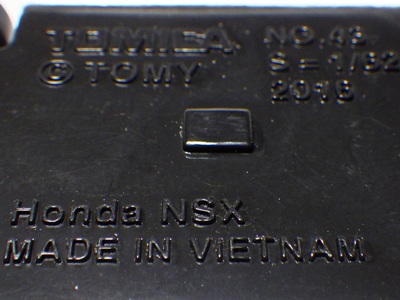 TOMICA NO.43
© TOMY S=1/62
2016
Honda NSX
MADE IN VIETNAM